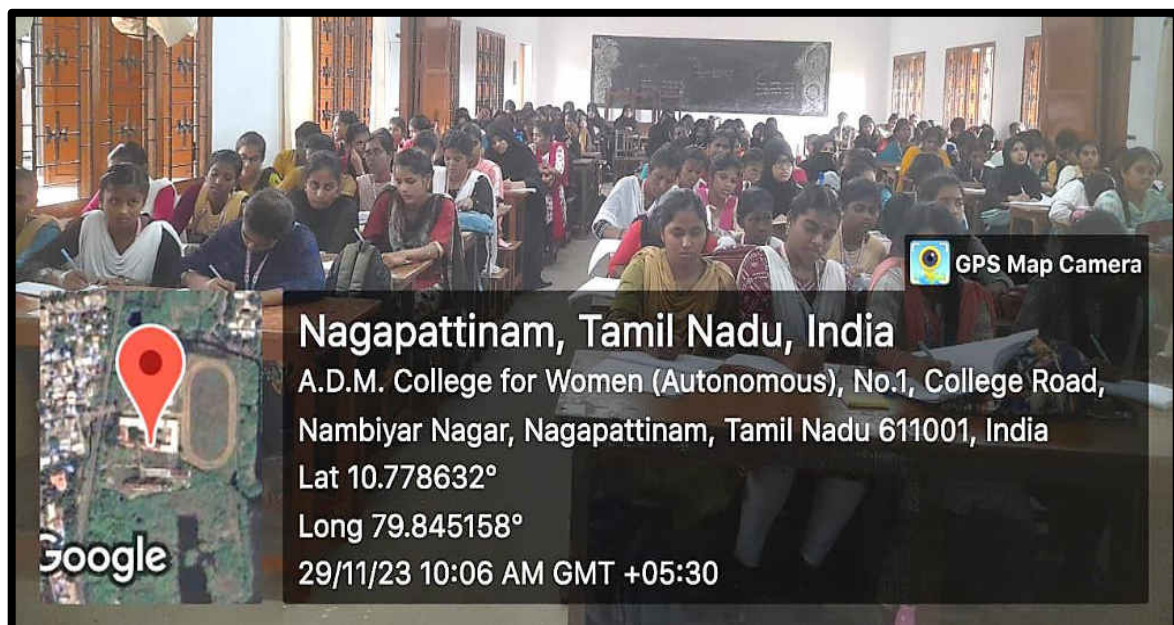 GPS Map Camera
Nagapattinam, Tamil Nadu, India
A.D.M. College for Women (Autonomous), No.1, College Road,
Nambiyar Nagar, Nagapattinam, Tamil Nadu 611001, India
Lat 10.778632°
Long 79.845158°
29/11/23 10:06 AM GMT +05:30
Google